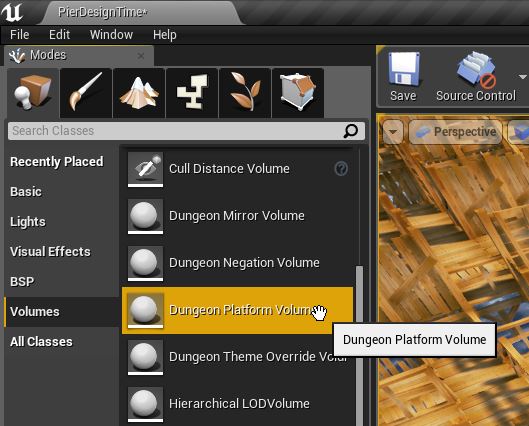 PierDesignTime*
File Edit Window Help
Modes
Save
Source Control
Search Classes
Perspective
Recently Placed
Basic
Lights
Visual Effects
BSP
Volumes
All Classes
Cull Distance Volume
Dungeon Mirror Volume
Dungeon Negation Volume
Dungeon Platform Volume
Dungeon Platform Volume
Dungeon Theme Override Volu
Hierarchical LODVolume